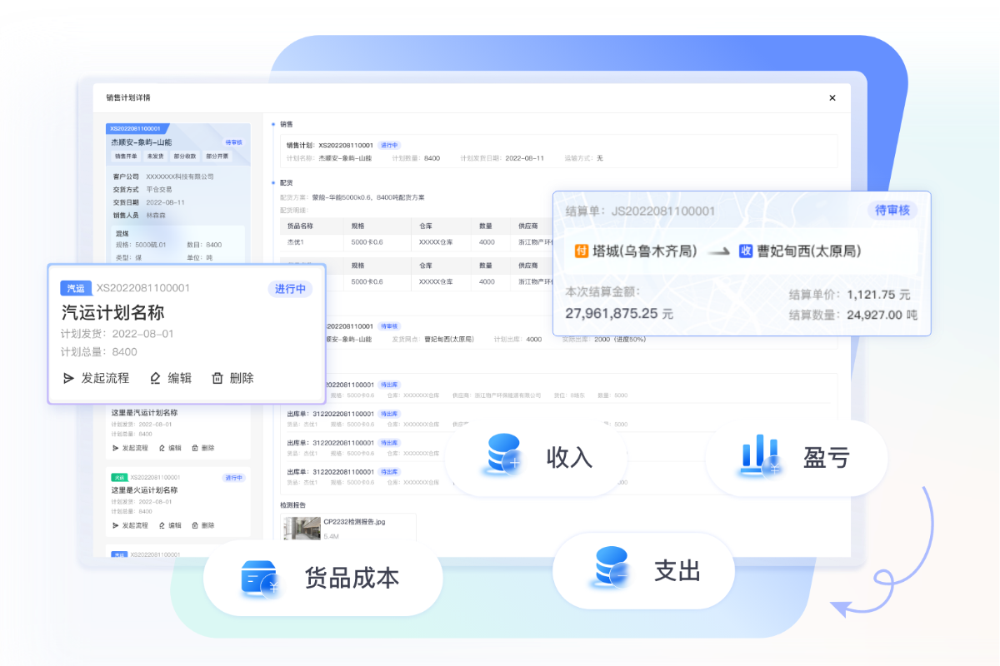 销售计划详情
XS2022081100001
杰顺安-象屿-山能
待审核
销售开单 未发货 部分收款 部分开票
客户公司 XXXXXXX科技有限公司
交货方式 平仓交易
交货日期 2022-08-11
销售人员 林森森
混煤
规格：5000硫.01 数目：8400
类型：煤 单位：吨
汽运 XS2022081100001 进行中
汽运计划名称
计划发货：2022-08-01
计划总量：8400
发起流程 编辑 删除
这里是汽运计划名称
计划发货：2022-08-01
计划总量：8400
发起流程 编辑 删除
火运 XS2022081100001 进行中
这里是火运计划名称
计划发货：2022-08-01
计划总量：8400
发起流程 编辑 删除
汽运 XS2022081100001
销售
销售计划：XS2022081100001 进行中
计划名称：杰顺安-象屿-山能 计划数量：8400 计划发货日期：2022-08-11 运输方式：无
配货
配货方案：蒙能-华能5000k0.6，8400吨配货方案
配货明细：
货品名称 规格 仓库 数量 供应商
杰优1 5000卡0.6 XXXXX仓库 4000 浙江物产环
规格 仓库 数量 供应商
5000卡0.6 XXXXX仓库 4000 浙江物产环
结算单：JS2022081100001 待审核
付 塔城(乌鲁木齐局) 收 曹妃甸西(太原局)
本次结算金额：
27,961,875.25 元
结算单价：1,121.75 元
结算数量：24,927.00 吨
2022081100001 待审核
顺安-象屿-山能 发货网点：曹妃甸西(太原局) 计划出库：4000 实际出库：2000（进度50%）
2022081100001 待出库
规格：5000卡0.6 仓库：XXXXXXX仓库 供应商：浙江物产环保能源有限公司 货位：8 数量：5000
出库单：3122022081100001 待出库
货品：杰优1 规格：5000卡0.6 仓库：XXXXXXX仓库 5000
出库单：3122022081100001 待出库
货品：杰优1 规格：5000卡0.6 仓库：XXXXXXX仓库
出库单：3122022081100001 待出库
货品：杰优1 规格：5000卡0.6 仓库：XXXXXXX仓库
检测报告
CP2232检测报告.jpg
5.4M
收入
盈亏
货品成本
支出